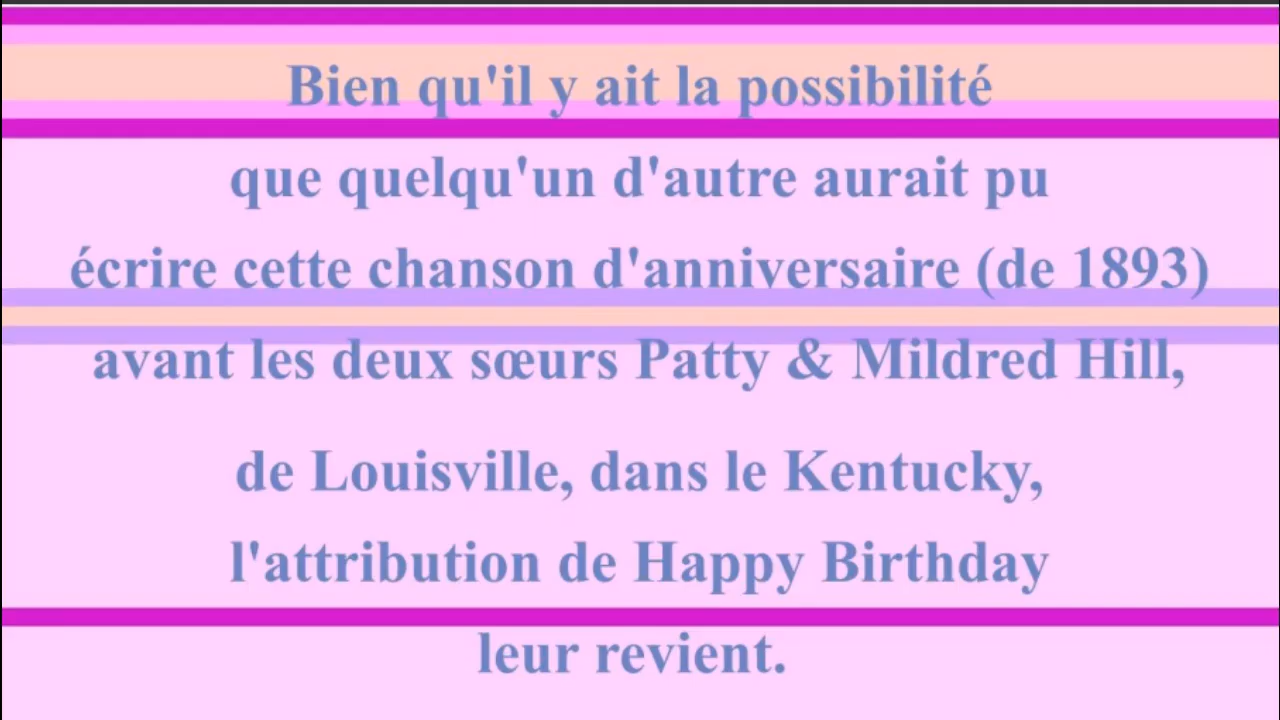 Bien qu'il y ait la possibilité
que quelqu'un d'autre aurait pu
écrire cette chanson d'anniversaire (de 1893)
avant les deux sœurs Patty & Mildred Hill,
de Louisville, dans le Kentucky,
l'attribution de Happy Birthday
leur revient.